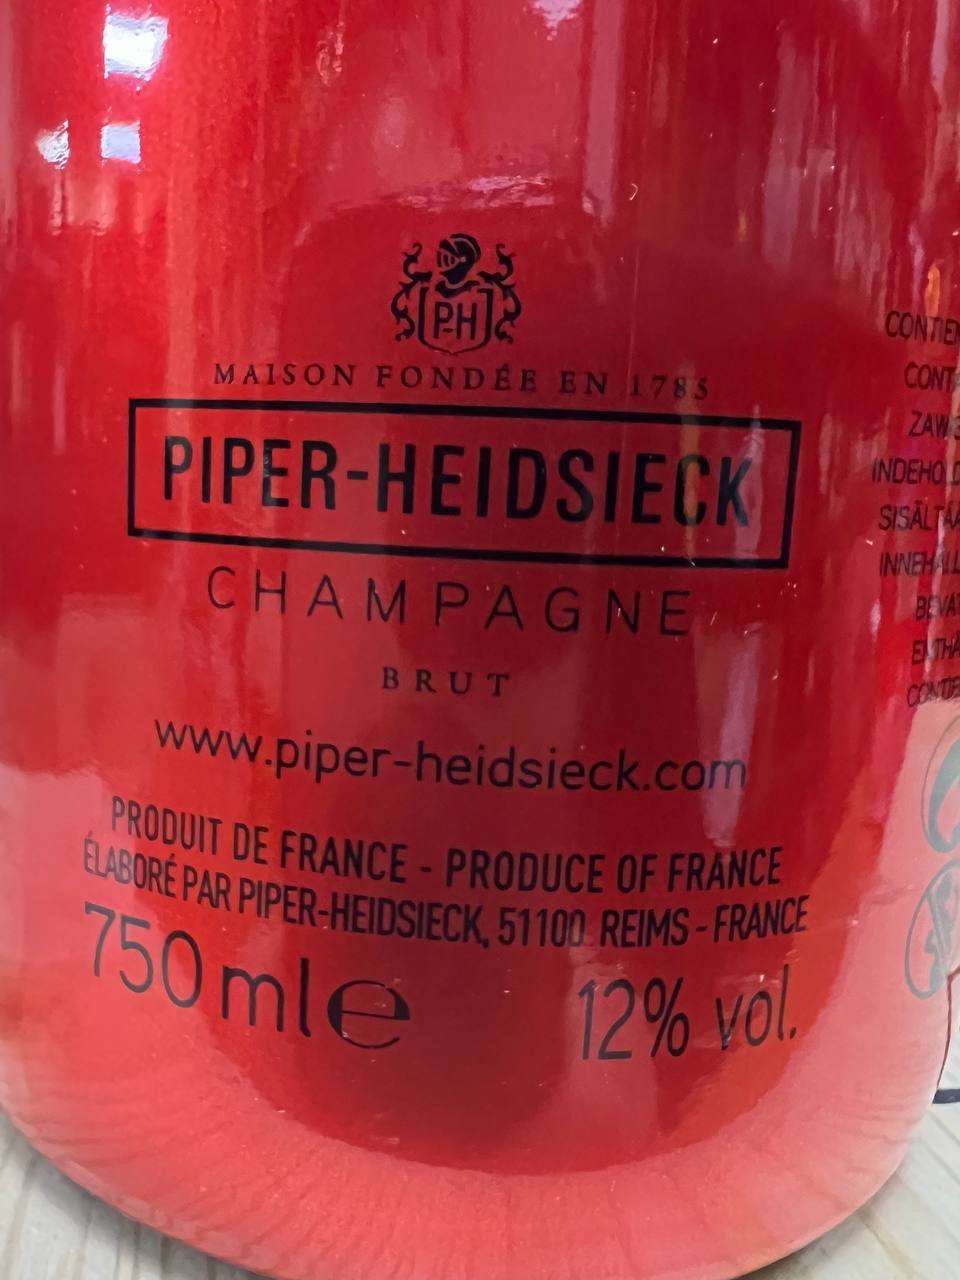 PH
MAISON FONDÉE EN 1785
PIPER-HEIDSIECK
CHAMPAGNE
BRUT
www.piper-heidsieck.com
PRODUIT DE FRANCE - PRODUCE OF FRANCE
ÉLABORÉ PAR PIPER-HEIDSIECK, 51100 REIMS - FRANCE
750 ml e 12% vol.